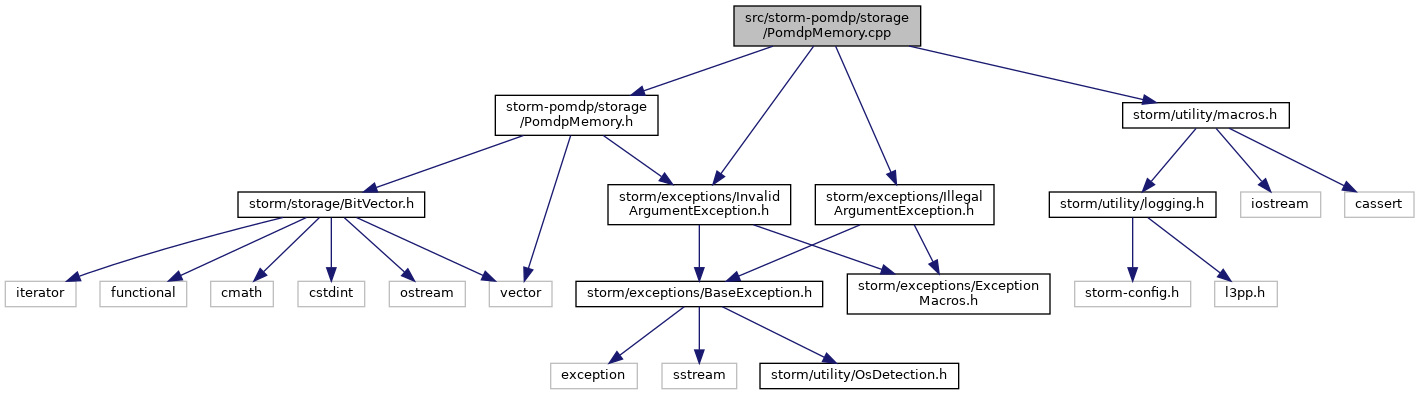 src/storm-pomdp/storage
/PomdpMemory.cpp
storm-pomdp/storage
/PomdpMemory.h
storm/utility/macros.h
storm/storage/BitVector.h
storm/exceptions/Invalid
ArgumentException.h
storm/exceptions/Illegal
ArgumentException.h
storm/utility/logging.h
iostream
cassert
iterator
functional
cmath
cstdint
ostream
vector
storm/exceptions/BaseException.h
storm/exceptions/Exception
Macros.h
storm-config.h
l3pp.h
exception
sstream
storm/utility/OsDetection.h